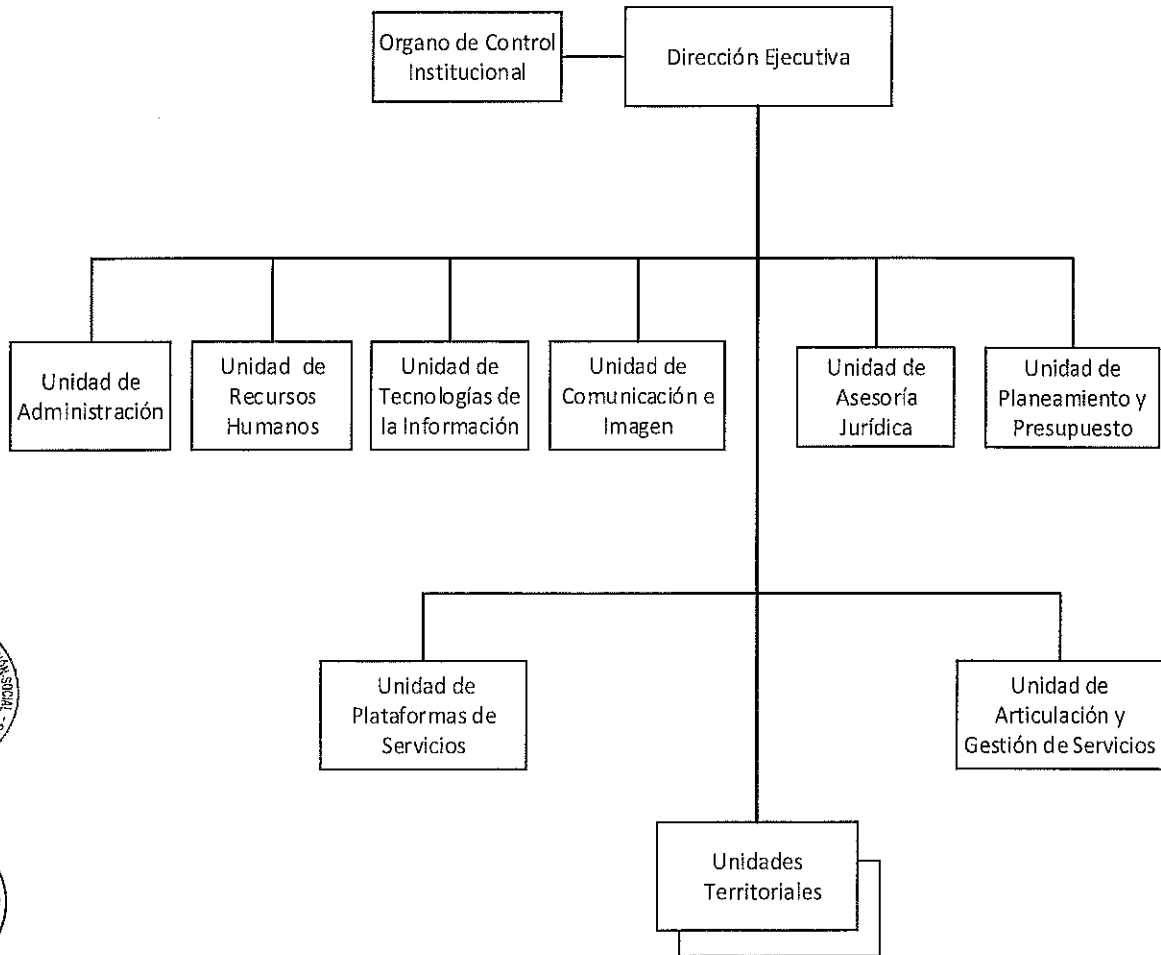 Organo de Control
Institucional
Dirección Ejecutiva
Unidad de
Administración
Unidad de
Recursos
Humanos
Unidad de
Tecnologías de
la Información
Unidad de
Comunicación e
Imagen
Unidad de
Asesoría
Jurídica
Unidad de
Planeamiento y
Presupuesto
Unidad de
Plataformas de
Servicios
Unidad de
Articulación y
Gestión de Servicios
Unidades
Territoriales
SOCIAL